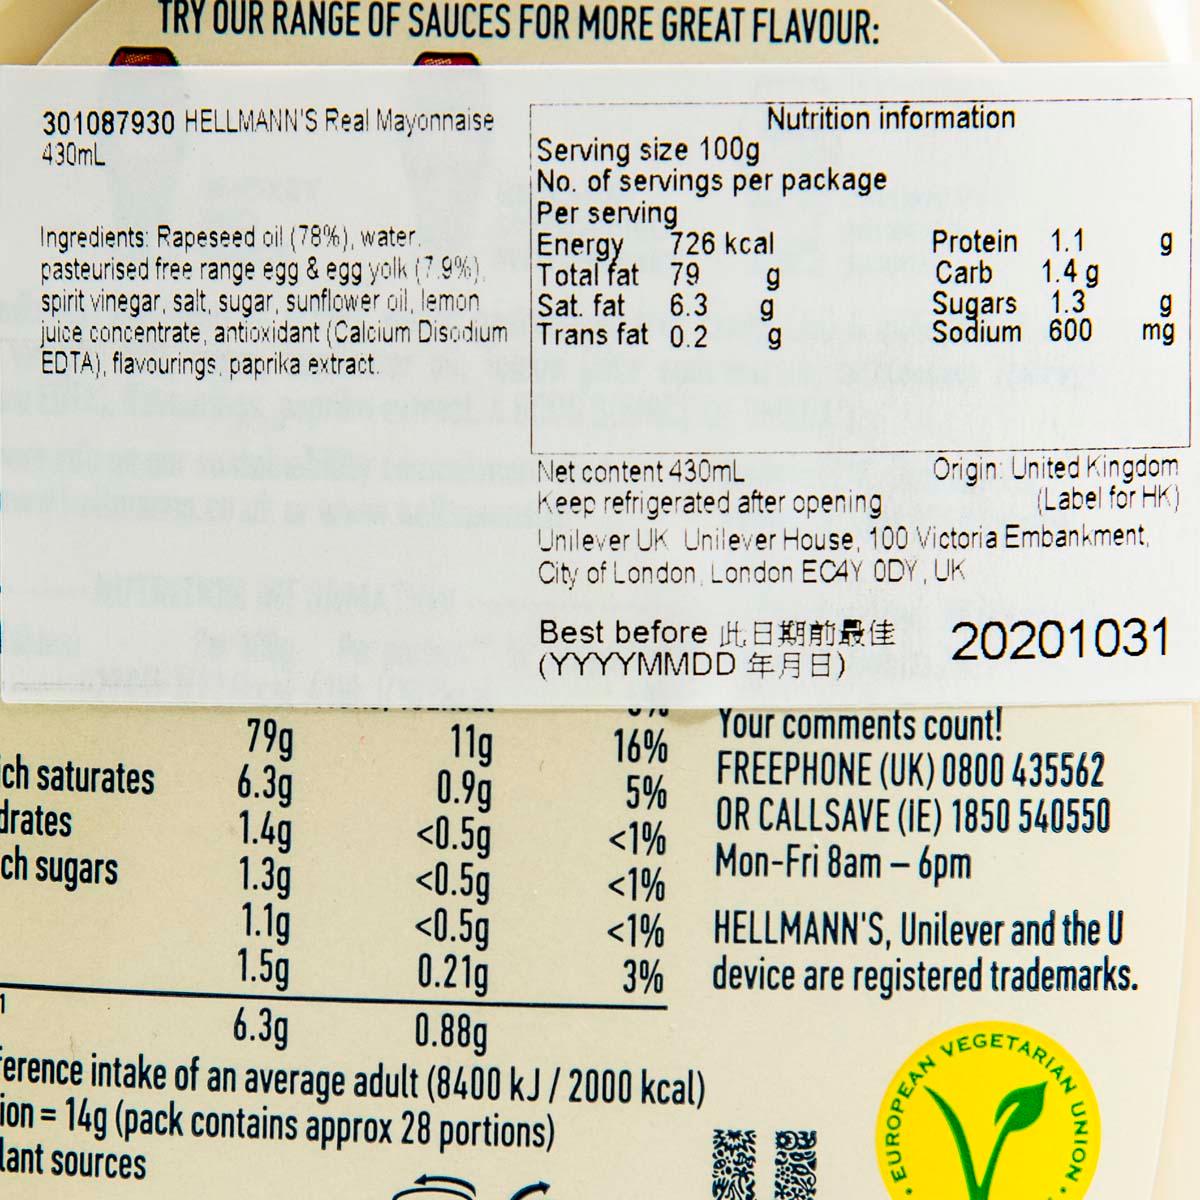 TRY OUR RANGE OF SAUCES FOR MORE GREAT FLAVOUR:
301087930 HELLMANN'S Real Mayonnaise
430mL
Ingredients: Rapeseed oil (78%), water.
pasteurised free range egg & egg yolk (7.9%),
spirit vinegar, salt, sugar, sunflower oil, lemon
juice concentrate, antioxidant (Calcium Disodium
EDTA), flavourings, paprika extract.
Nutrition information
Serving size 100g
No. of servings per package
Per serving
Energy 726 kcal Protein 1.1 g
Total fat 79 g Carb 1.4 g
Sat. fat 6.3 g Sugars 1.3 g
Trans fat 0.2 g Sodium 600 mg
Net content 430mL Origin: United Kingdom
Keep refrigerated after opening (Label for HK)
Unilever UK Unilever House, 100 Victoria Embankment,
City of London, London EC4Y 0DY, UK
Best before 此日期前最佳 20201031
(YYYYMMDD 年月日)
79g 11g 16%
ich saturates 6.3g 0.9g 5%
drates 1.4g <0.5g <1%
ch sugars 1.3g <0.5g <1%
1.1g <0.5g <1%
1.5g 0.21g 3%
6.3g 0.88g
ference intake of an average adult (8400 kJ / 2000 kcal)
ion = 14g (pack contains approx 28 portions)
lant sources
Your comments count!
FREEPHONE (UK) 0800 435562
OR CALLSAVE (IE) 1850 540550
Mon-Fri 8am – 6pm
HELLMANN'S, Unilever and the U
device are registered trademarks.
EUROPEAN VEGETARIAN UNION